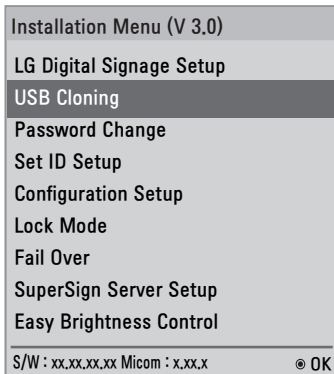 Installation Menu (V 3.0)
LG Digital Signage Setup
USB Cloning
Password Change
Set ID Setup
Configuration Setup
Lock Mode
Fail Over
SuperSign Server Setup
Easy Brightness Control
S/W : xx.xx.xx.xx Micom : x.xx.x ◉ OK